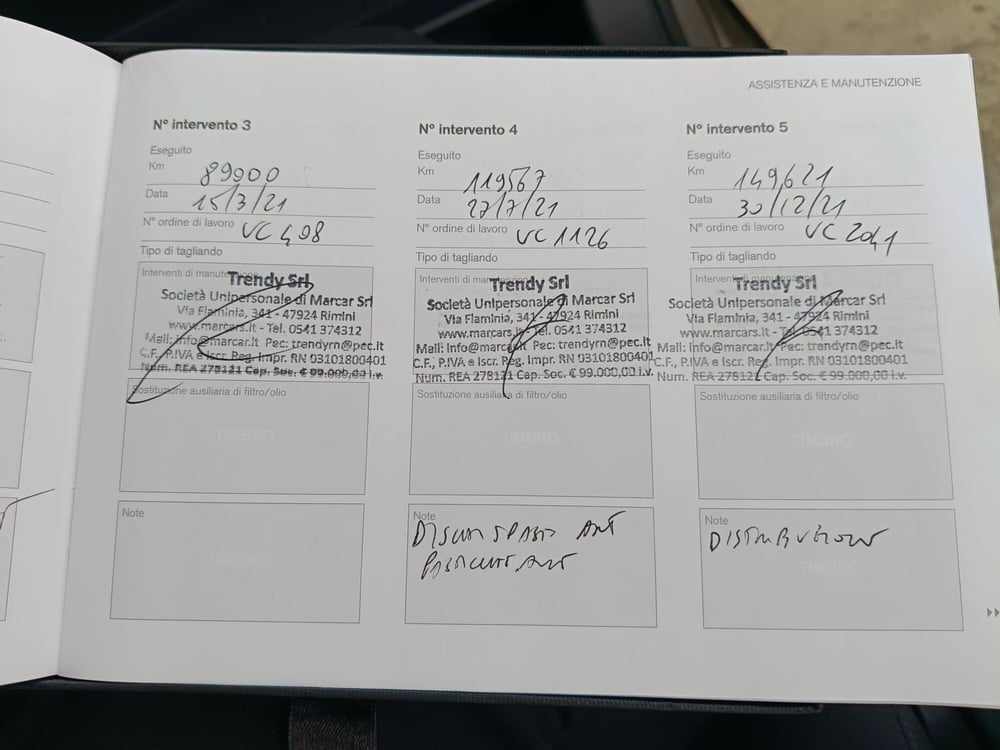 ASSISTENZA E MANUTENZIONE
N° intervento 3
Eseguito
Km 89900
Data 15/3/21
N° ordine di lavoro VC 498
Tipo di tagliando
Interventi di manutenzione
Trendy Srl
Società Unipersonale di Marcar Srl
Via Flaminia, 341 - 47924 Rimini
www.marcars.it - Tel. 0541 374312
Mail: info@marcar.it Pec: trendyrn@pec.it
C.F., P.IVA e Iscr. Reg. Impr. RN 03101800401
Num. REA 278121 Cap. Soc. € 99.000,00 i.v.
Sostituzione ausiliaria di filtro/olio
TIMBRO
Note
TIMBRO
N° intervento 4
Eseguito
Km 119567
Data 27/7/21
N° ordine di lavoro VC 1126
Tipo di tagliando
Interventi di manutenzione
Trendy Srl
Società Unipersonale di Marcar Srl
Via Flaminia, 341 - 47924 Rimini
www.marcars.it - Tel. 0541 374312
Mail: info@marcar.it Pec: trendyrn@pec.it
C.F., P.IVA e Iscr. Reg. Impr. RN 03101800401
Num. REA 278121 Cap. Soc. € 99.000,00 i.v.
Sostituzione ausiliaria di filtro/olio
TIMBRO
Note
ANT
N° intervento 5
Eseguito
Km 149621
Data 30/12/21
N° ordine di lavoro VC 2041
Tipo di tagliando
Interventi di manutenzione
Trendy Srl
Società Unipersonale di Marcar Srl
Via Flaminia, 341 - 47924 Rimini
www.marcars.it - Tel. 0541 374312
Mail: info@marcar.it Pec: trendyrn@pec.it
C.F., P.IVA e Iscr. Reg. Impr. RN 03101800401
Num. REA 278121 Cap. Soc. € 99.000,00 i.v.
Sostituzione ausiliaria di filtro/olio
TIMBRO
Note
DISTRIBUZIONE
TIMBRO